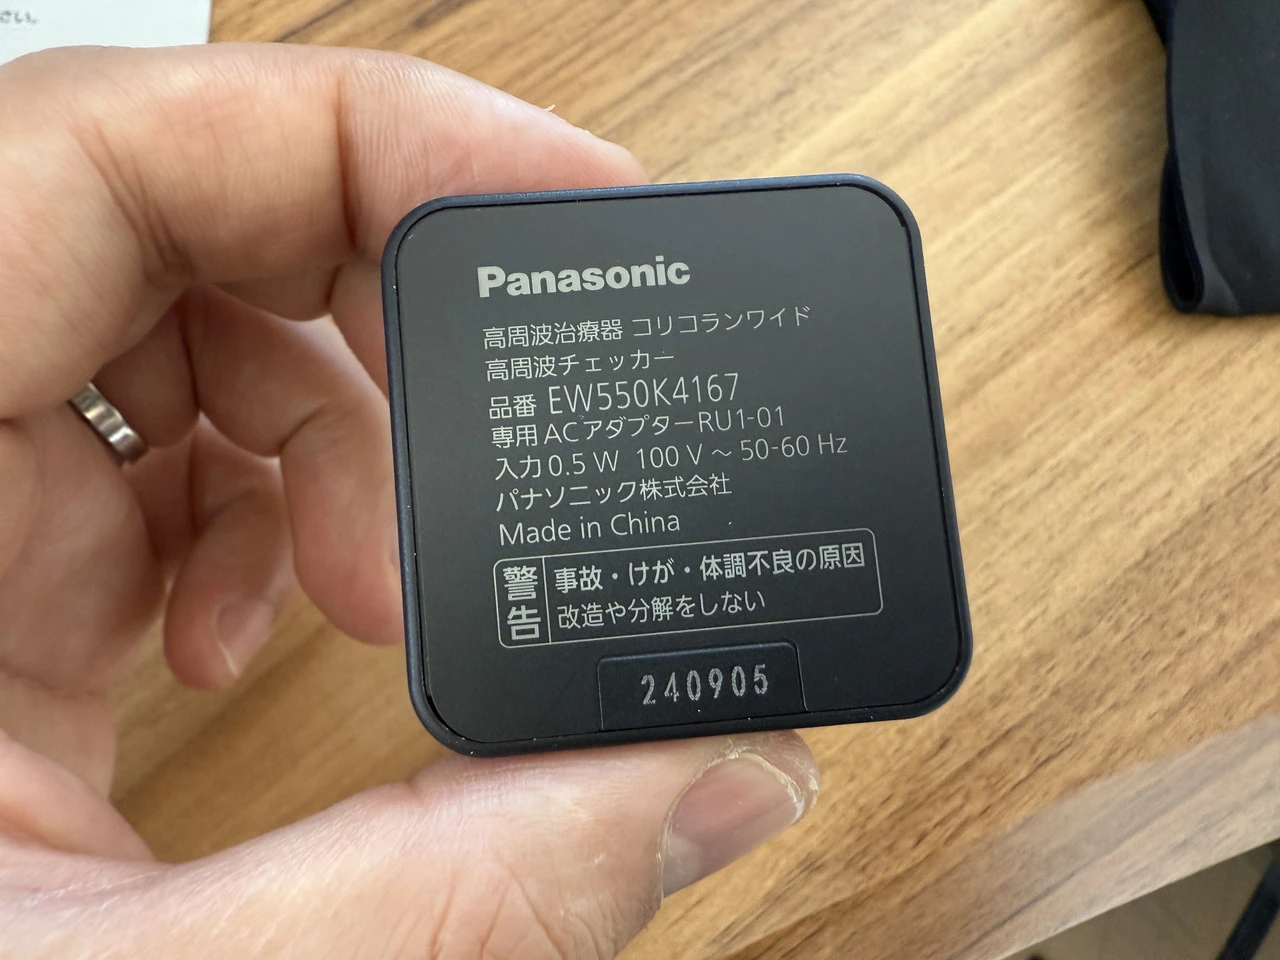 さい。
Panasonic
高周波治療器 コリコランワイド
高周波チェッカー
品番 EW550K4167
専用ACアダプターRU1-01
入力0.5 W 100 V ～ 50-60 Hz
パナソニック株式会社
Made in China
警告
事故・けが・体調不良の原因
改造や分解をしない
240905